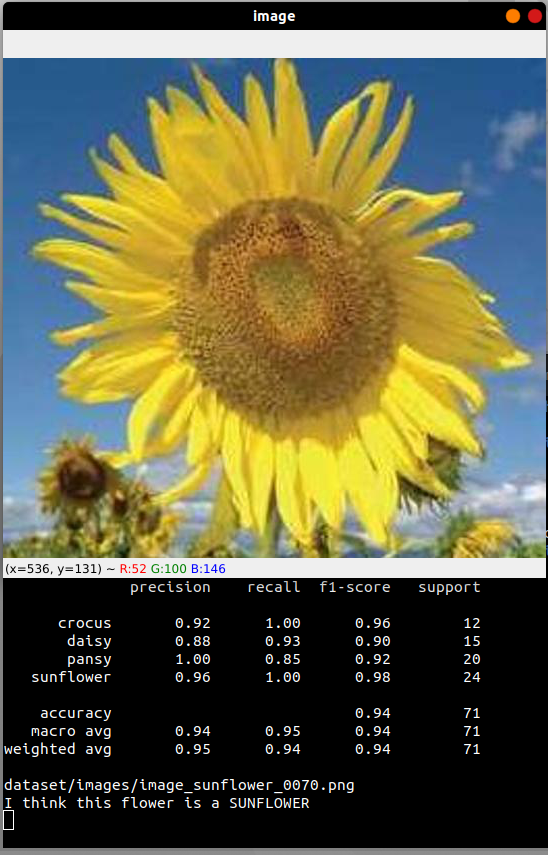 image
(x=536, y=131) ~ R:52 G:100 B:146
precision recall f1-score support
crocus 0.92 1.00 0.96 12
daisy 0.88 0.93 0.90 15
pansy 1.00 0.85 0.92 20
sunflower 0.96 1.00 0.98 24
accuracy 0.94 71
macro avg 0.94 0.95 0.94 71
weighted avg 0.95 0.94 0.94 71
dataset/images/image_sunflower_0070.png
I think this flower is a SUNFLOWER